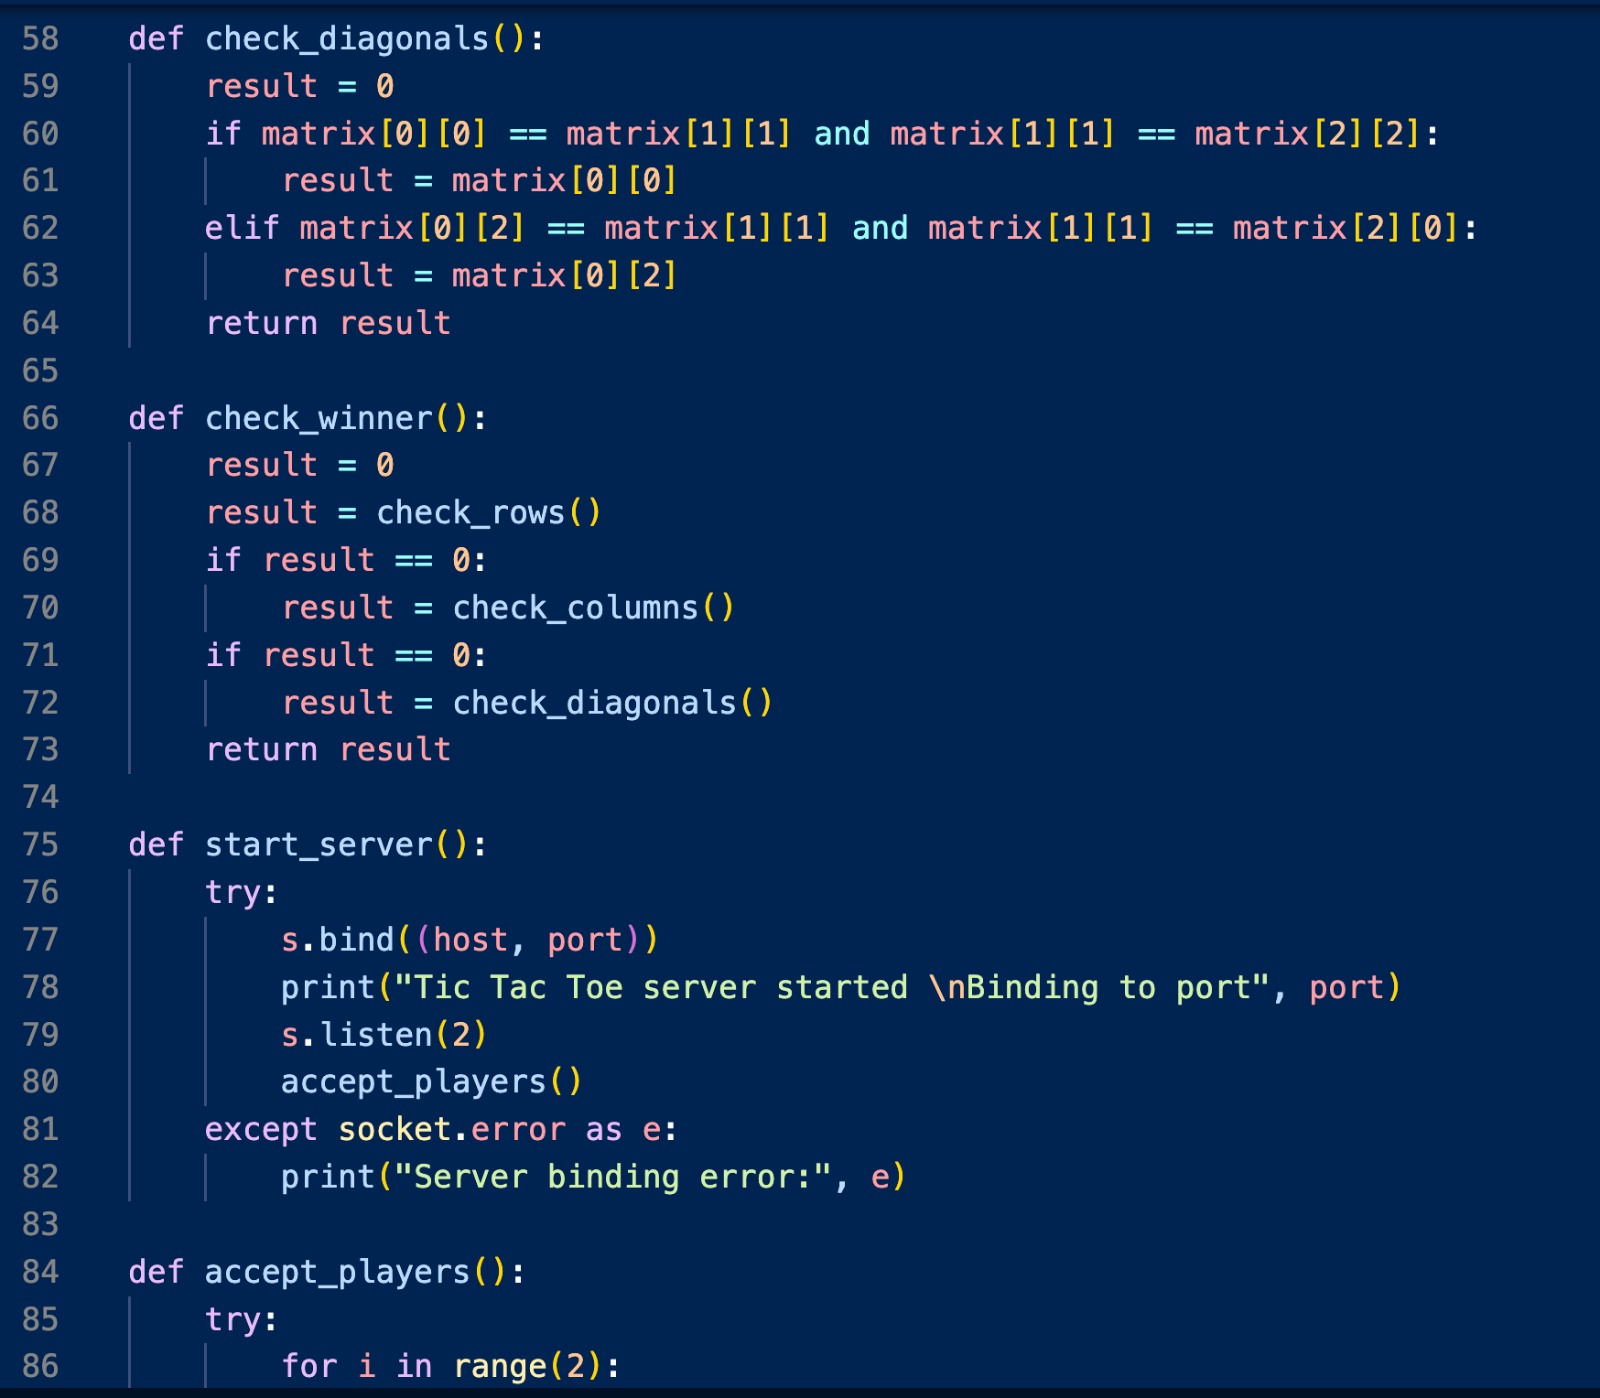 58 def check_diagonals():
59 result = 0
60 if matrix[0][0] == matrix[1][1] and matrix[1][1] == matrix[2][2]:
61 result = matrix[0][0]
62 elif matrix[0][2] == matrix[1][1] and matrix[1][1] == matrix[2][0]:
63 result = matrix[0][2]
64 return result
65
66 def check_winner():
67 result = 0
68 result = check_rows()
69 if result == 0:
70 result = check_columns()
71 if result == 0:
72 result = check_diagonals()
73 return result
74
75 def start_server():
76 try:
77 s.bind((host, port))
78 print("Tic Tac Toe server started \nBinding to port", port)
79 s.listen(2)
80 accept_players()
81 except socket.error as e:
82 print("Server binding error:", e)
83
84 def accept_players():
85 try:
86 for i in range(2):